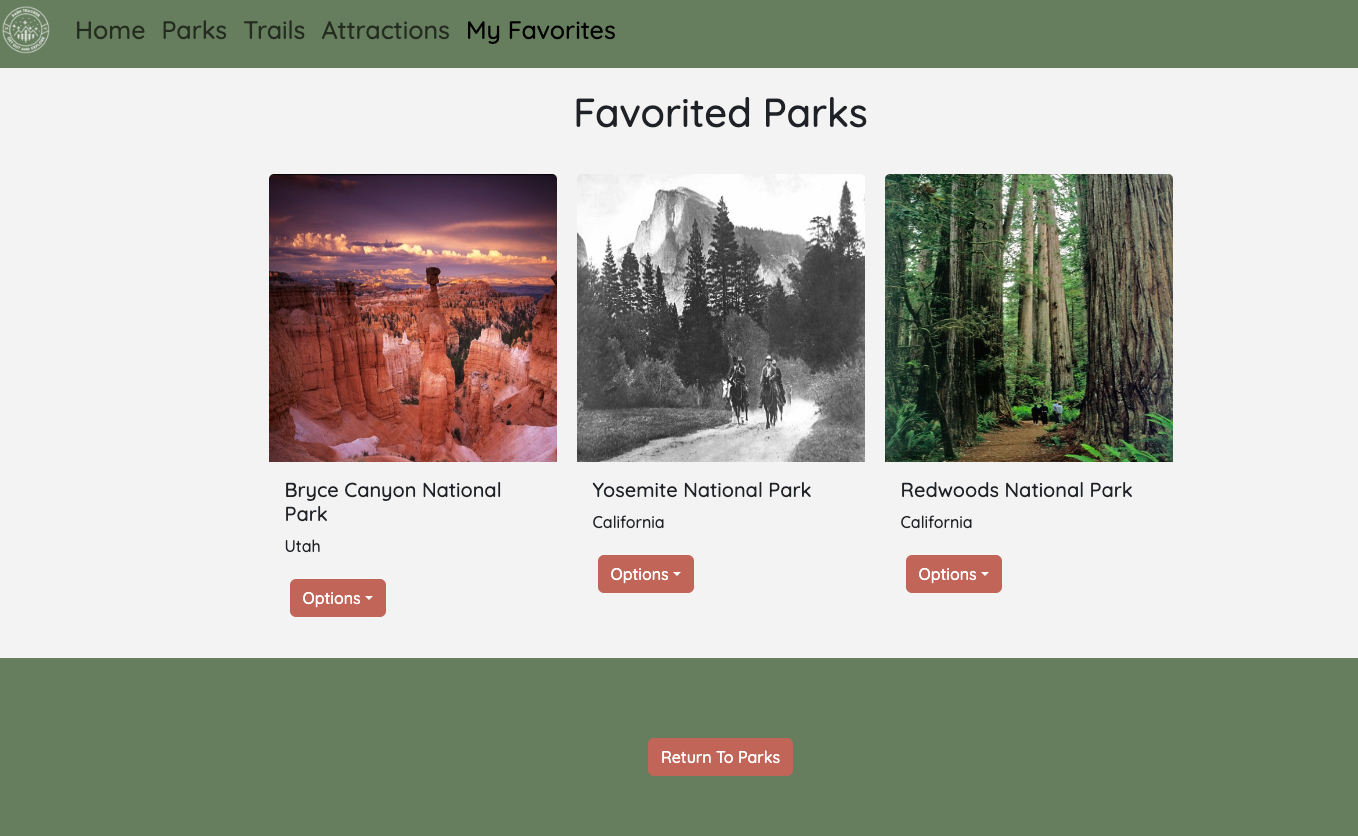 Home Parks Trails Attractions My Favorites
Favorited Parks
Bryce Canyon National
Park
Utah
Options
Yosemite National Park
California
Options
Redwoods National Park
California
Options
Return To Parks